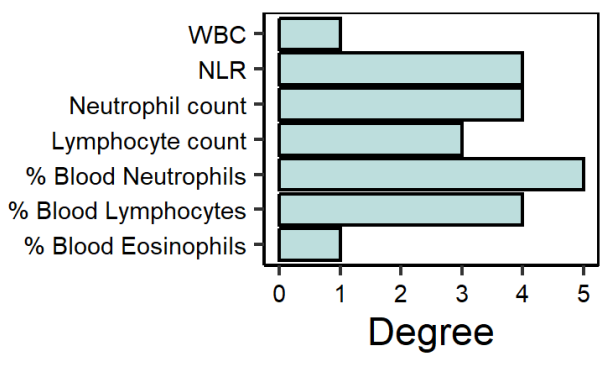 WBC
NLR
Neutrophil count
Lymphocyte count
% Blood Neutrophils
% Blood Lymphocytes
% Blood Eosinophils
0 1 2 3 4 5
Degree